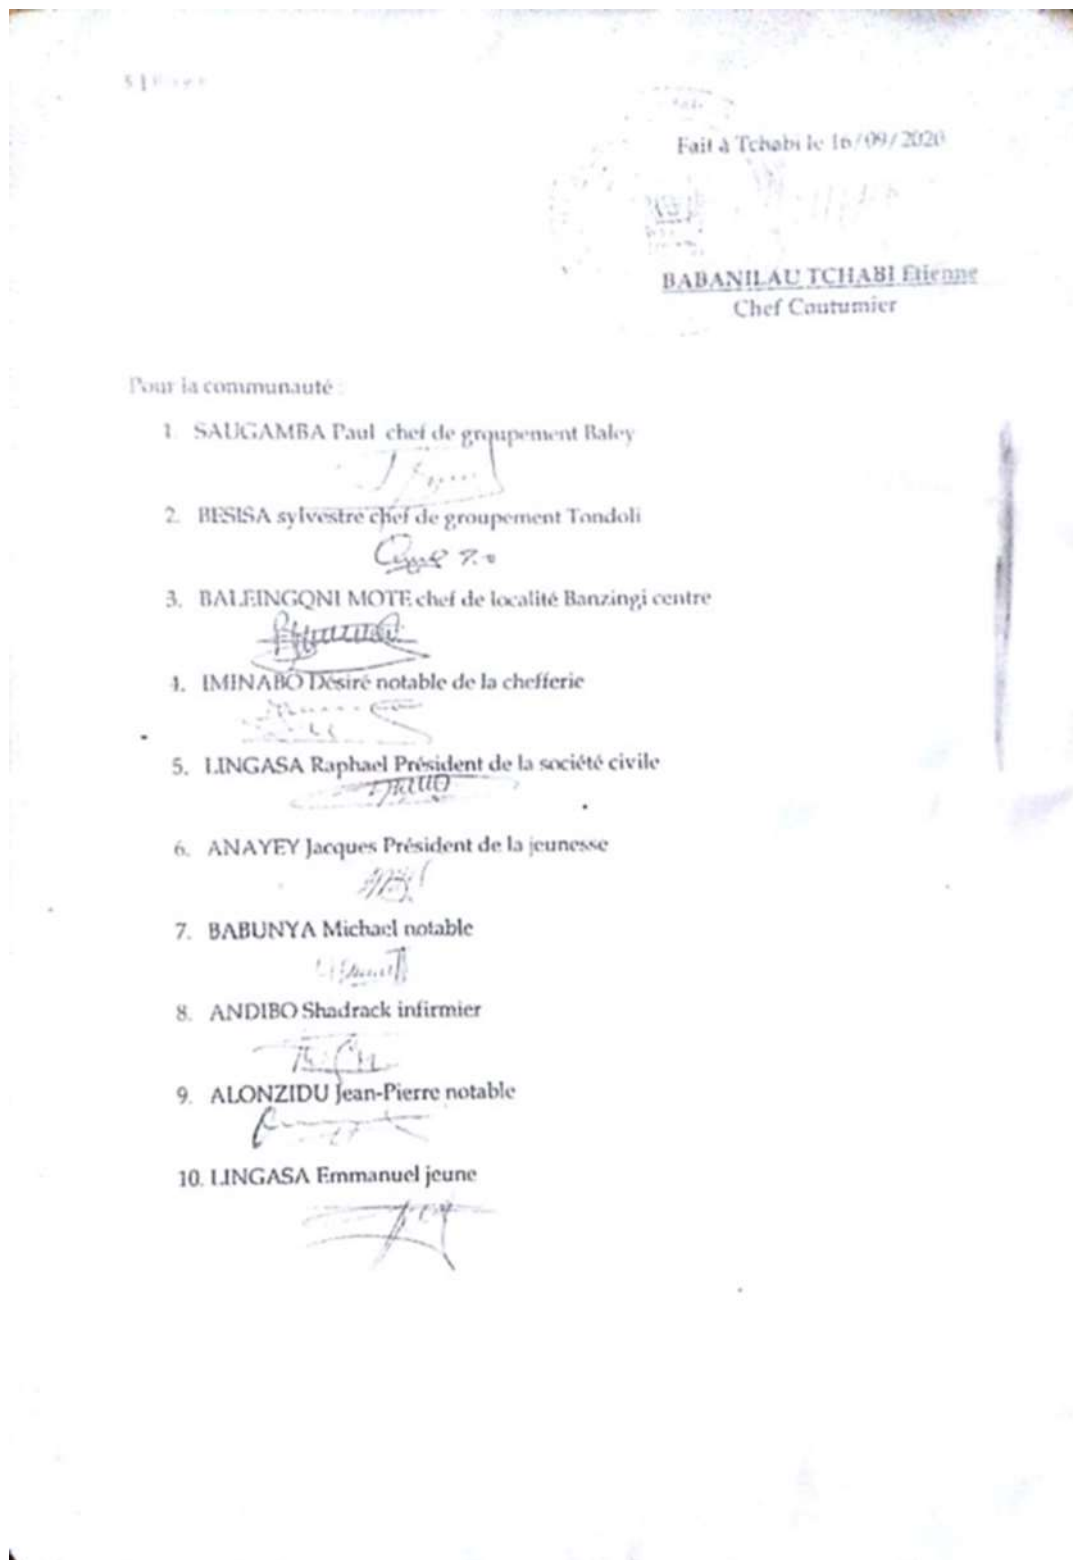 Fait à Tchabi le 16/09/2020
BABANILAU TCHABI Etienne
Chef Coutumier
Pour la communauté :
1. SAUGAMBA Paul chef de groupement Baley
2. BESISA sylvestre chef de groupement Tondoli
3. BALEINGONI MOTE chef de localité Banzingi centre
4. IMINABO Désiré notable de la chefferie
5. LINGASA Raphael Président de la société civile
6. ANAYEY Jacques Président de la jeunesse
7. BABUNYA Michael notable
8. ANDIBO Shadrack infirmier
9. ALONZIDU Jean-Pierre notable
10. LINGASA Emmanuel jeune